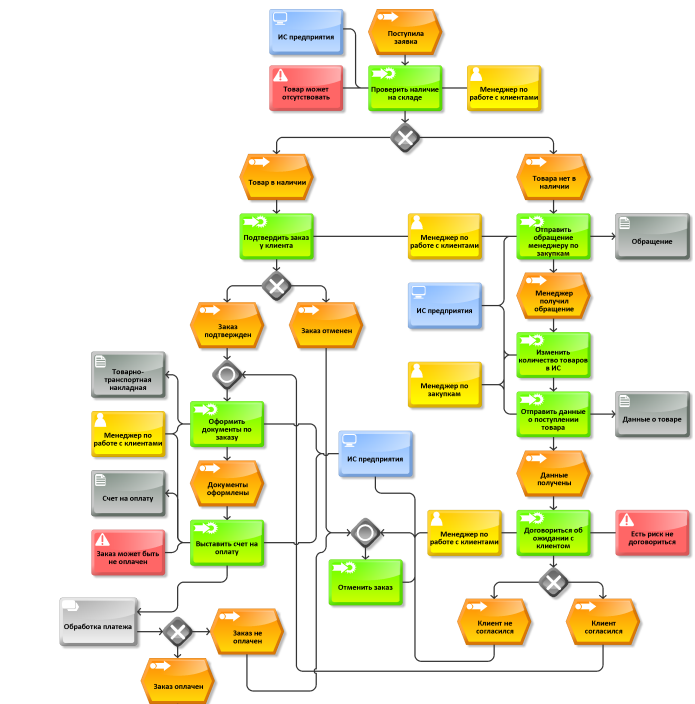 ИС предприятия
Поступила
заявка
Товар может
отсутствовать
Проверить наличие
на складе
Менеджер по
работе с клиентами
Товар в наличии
Товара нет в
наличии
Подтвердить заказ
у клиента
Менеджер по
работе с клиентами
Отправить
обращение
менеджеру по
закупкам
Обращение
ИС предприятия
Менеджер
получил
обращение
Заказ
подтвержден
Заказ отменен
Изменить
количество товаров
в ИС
Товарно-
транспортная
накладная
Менеджер по
закупкам
Оформить
документы по
заказу
Отправить данные
о поступлении
товара
Данные о товаре
Менеджер по
работе с клиентами
ИС предприятия
Документы
оформлены
Данные
получены
Счет на оплату
Заказ может быть
не оплачен
Выставить счет на
оплату
Менеджер по
работе с клиентами
Договориться об
ожидании с
клиентом
Есть риск не
договориться
Отменить заказ
Обработка платежа
Заказ не
оплачен
Клиент не
согласился
Клиент
согласился
Заказ оплачен